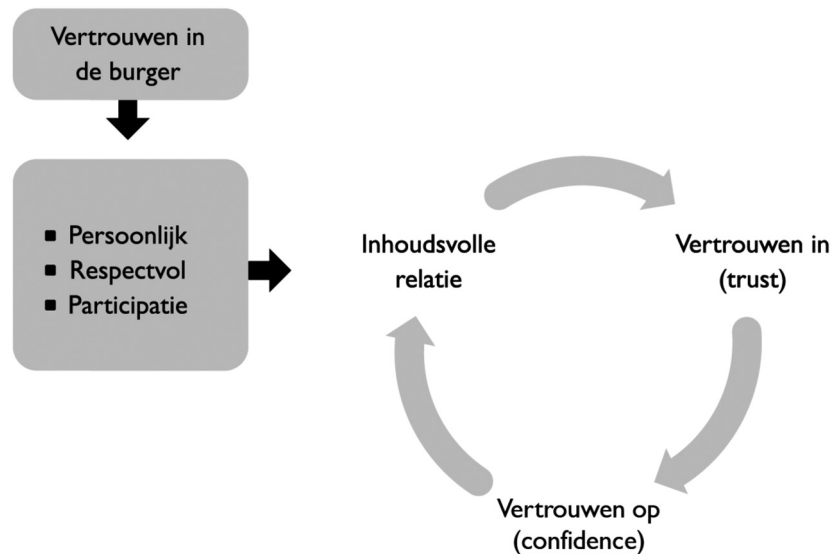 Vertrouwen in
de burger
▪ Persoonlijk
▪ Respectvol
▪ Participatie
Inhoudsvolle
relatie
Vertrouwen in
(trust)
Vertrouwen op
(confidence)